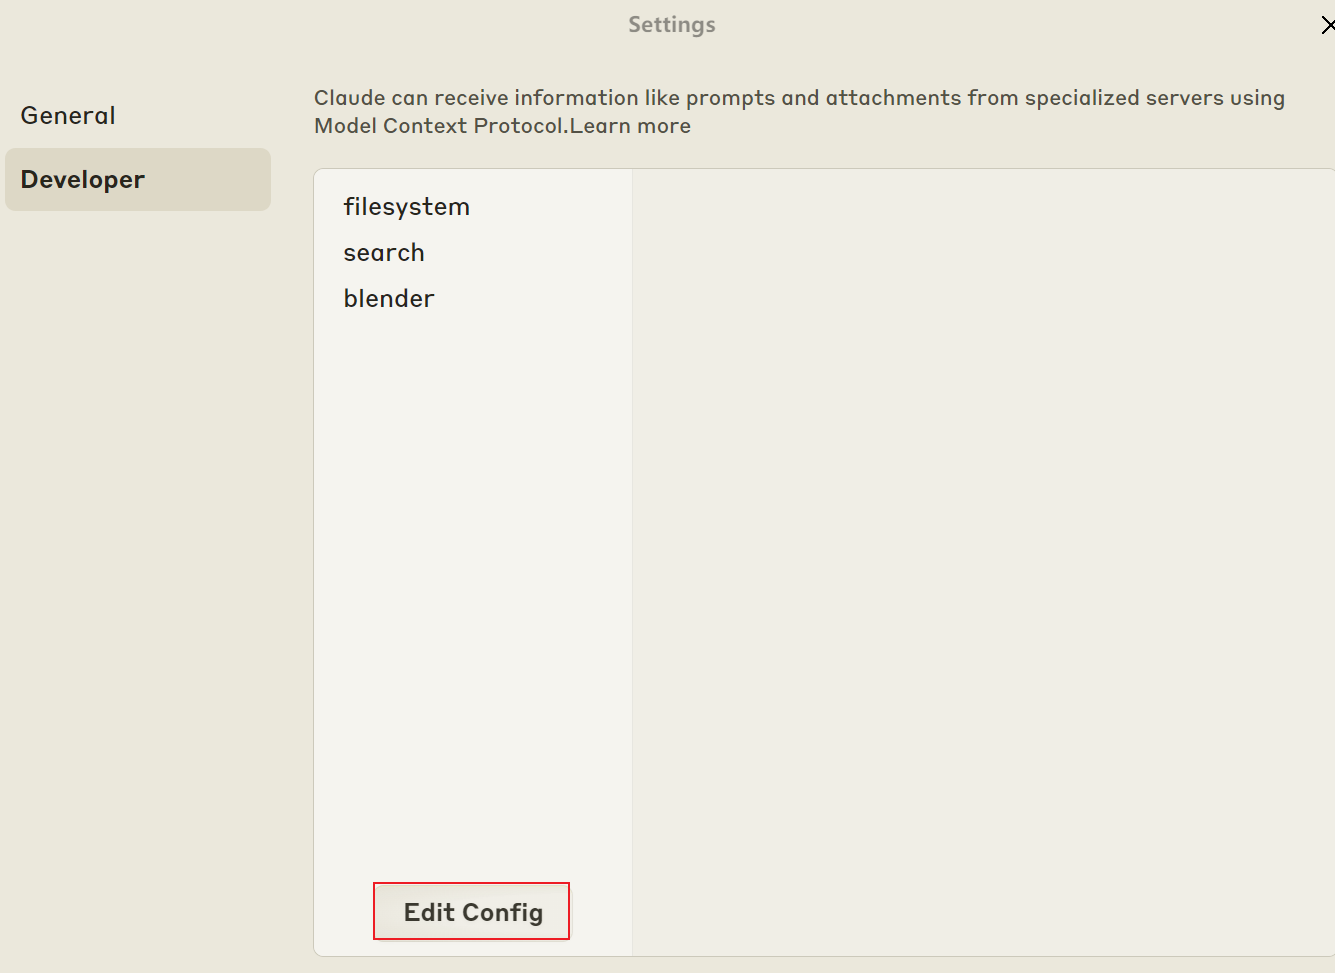 Settings
General
Developer
Claude can receive information like prompts and attachments from specialized servers using
Model Context Protocol.Learn more
filesystem
search
blender
Edit Config